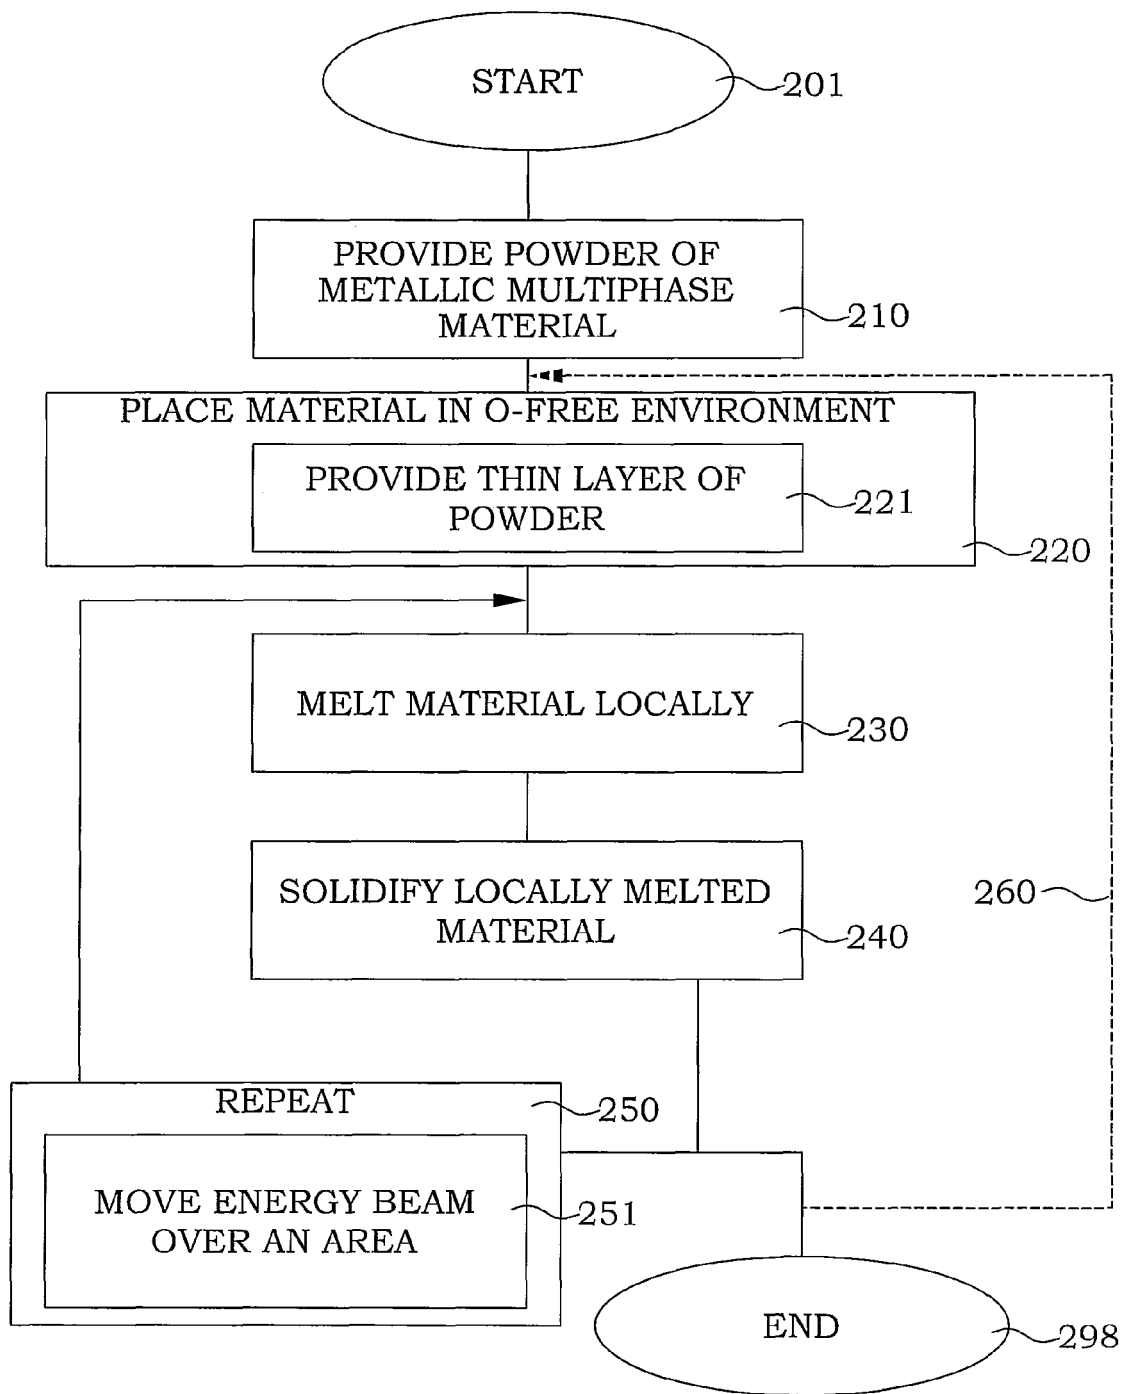 START
201
PROVIDE POWDER OF
METALLIC MULTIPHASE
MATERIAL
210
PLACE MATERIAL IN O-FREE ENVIRONMENT
PROVIDE THIN LAYER OF
POWDER
221
220
MELT MATERIAL LOCALLY
230
SOLIDIFY LOCALLY MELTED
MATERIAL
240
260
REPEAT
250
MOVE ENERGY BEAM
OVER AN AREA
251
END
298